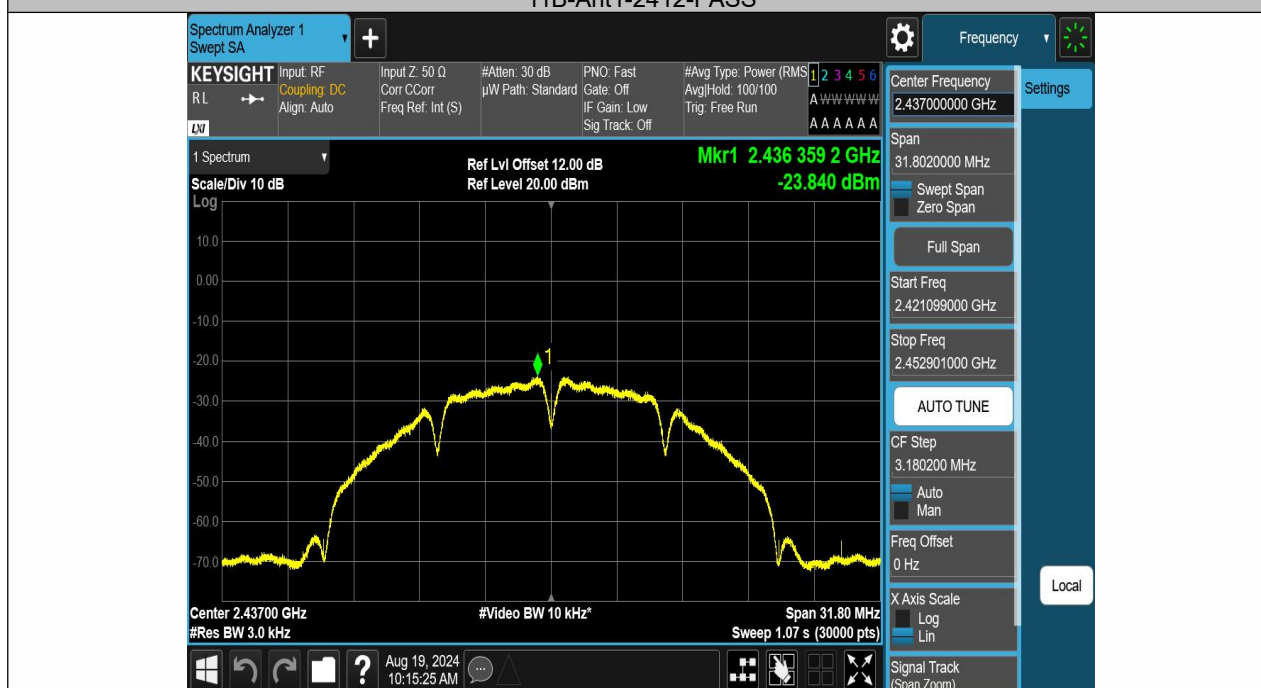 11B-Ant1-2412-PASS
Spectrum Analyzer 1
Swept SA
Frequency
KEYSIGHT
R L
LXI
Input: RF
Coupling: DC
Align: Auto
Input Z: 50 Ω
Corr CCorr
Freq Ref: Int (S)
#Atten: 30 dB
µW Path: Standard
PNO: Fast
Gate: Off
IF Gain: Low
Sig Track: Off
#Avg Type: Power (RMS
Avg|Hold: 100/100
Trig: Free Run
1 2 3 4 5 6
A W W W W W
A A A A A A
1 Spectrum
Scale/Div 10 dB
Log
Ref Lvl Offset 12.00 dB
Ref Level 20.00 dBm
Mkr1 2.436 359 2 GHz
-23.840 dBm
10.0
0.00
-10.0
-20.0
-30.0
-40.0
-50.0
-60.0
-70.0
1
Center 2.43700 GHz
#Res BW 3.0 kHz
#Video BW 10 kHz*
Span 31.80 MHz
Sweep 1.07 s (30000 pts)
Aug 19, 2024
10:15:25 AM
Center Frequency
2.437000000 GHz
Settings
Span
31.8020000 MHz
Swept Span
Zero Span
Full Span
Start Freq
2.421099000 GHz
Stop Freq
2.452901000 GHz
AUTO TUNE
CF Step
3.180200 MHz
Auto
Man
Freq Offset
0 Hz
Local
X Axis Scale
Log
Lin
Signal Track
(Span Zoom)